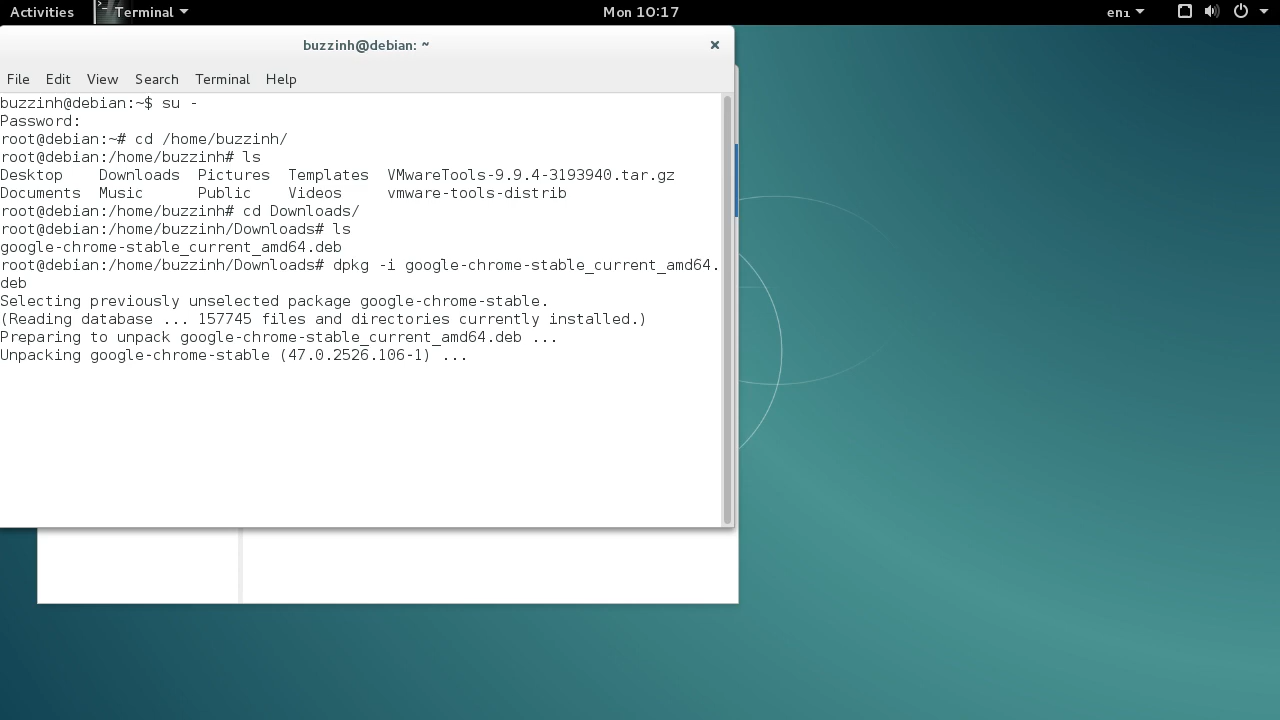 Activities Terminal Mon 10:17 en₁
buzzinh@debian: ~ ×
File Edit View Search Terminal Help
buzzinh@debian:~$ su -
Password:
root@debian:~# cd /home/buzzinh/
root@debian:/home/buzzinh# ls
Desktop Downloads Pictures Templates VMwareTools-9.9.4-3193940.tar.gz
Documents Music Public Videos vmware-tools-distrib
root@debian:/home/buzzinh# cd Downloads/
root@debian:/home/buzzinh/Downloads# ls
google-chrome-stable_current_amd64.deb
root@debian:/home/buzzinh/Downloads# dpkg -i google-chrome-stable_current_amd64.
deb
Selecting previously unselected package google-chrome-stable.
(Reading database ... 157745 files and directories currently installed.)
Preparing to unpack google-chrome-stable_current_amd64.deb ...
Unpacking google-chrome-stable (47.0.2526.106-1) ...